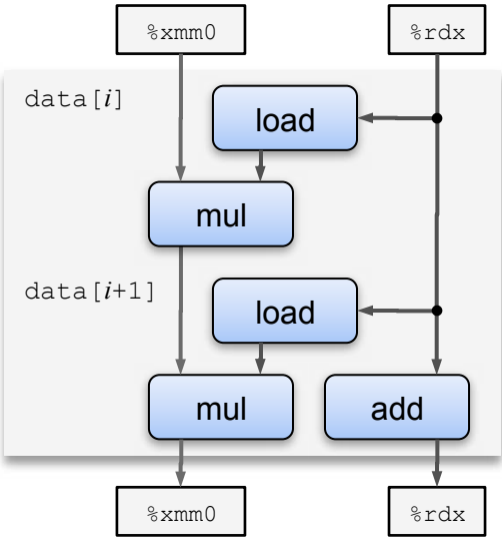 %xmm0 %rdx
data[i] load
mul
data[i+1] load
mul add
%xmm0 %rdx